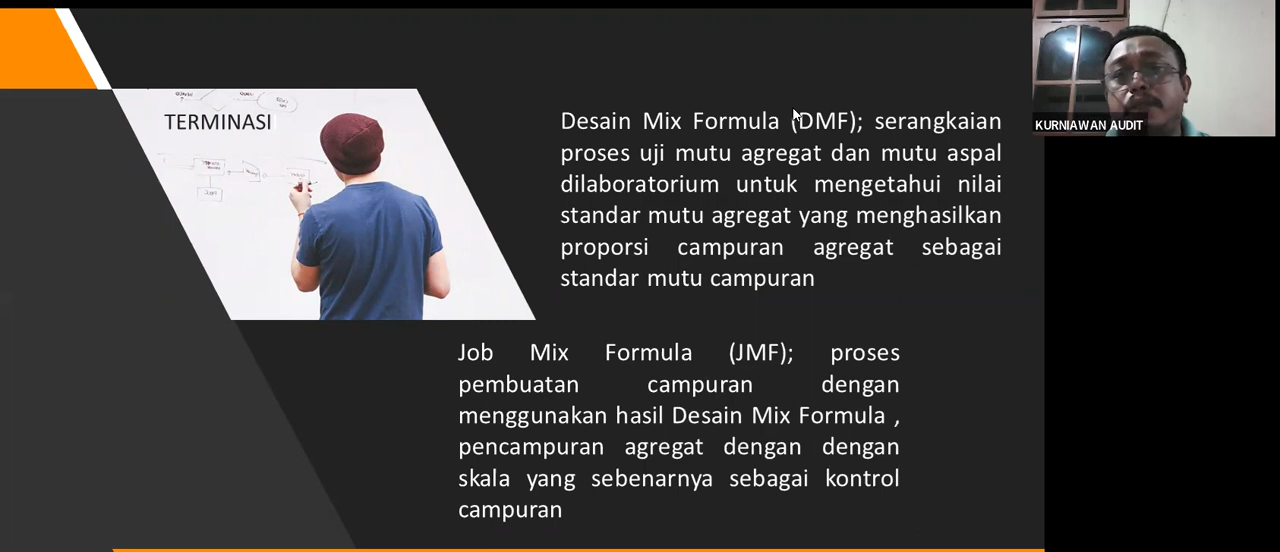 TERMINASI
Desain Mix Formula (DMF); serangkaian
proses uji mutu agregat dan mutu aspal
dilaboratorium untuk mengetahui nilai
standar mutu agregat yang menghasilkan
proporsi campuran agregat sebagai
standar mutu campuran
Job Mix Formula (JMF); proses
pembuatan campuran dengan
menggunakan hasil Desain Mix Formula ,
pencampuran agregat dengan dengan
skala yang sebenarnya sebagai kontrol
campuran
KURNIAWAN AUDIT